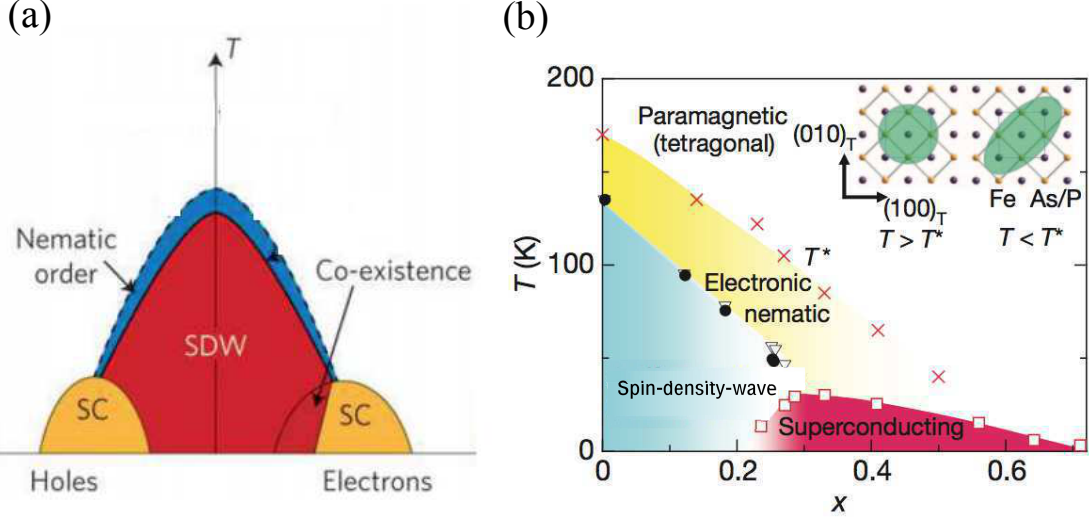 (a)
T
Nematic
order
Co-existence
SDW
SC
SC
Holes
Electrons
(b)
200
100
0
T (K)
Paramagnetic
(tetragonal)
(010)T
(100)T
Fe As/P
T > T*
T < T*
T*
Electronic
nematic
Spin-density-wave
Superconducting
0
0.2
0.4
0.6
x